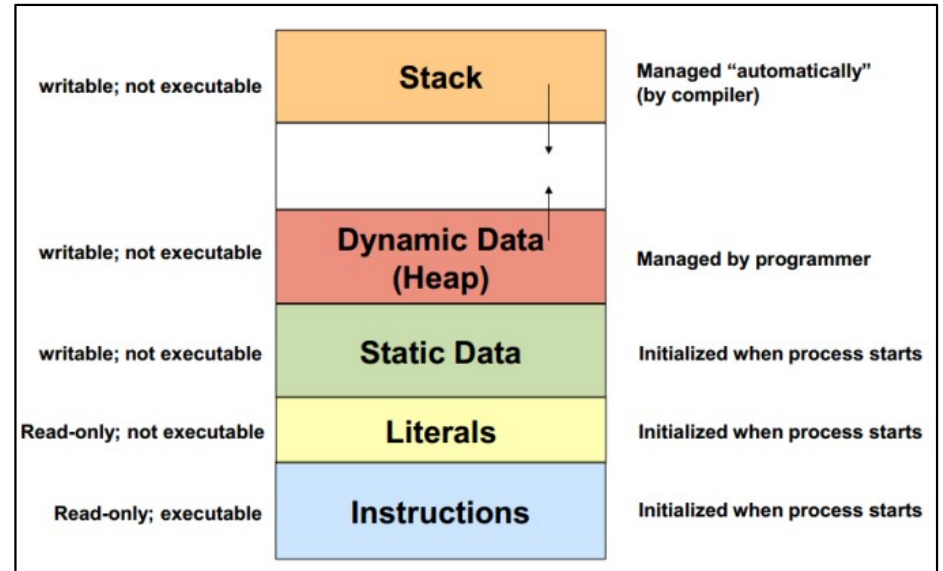 writable; not executable
Stack
Managed “automatically”
(by compiler)
writable; not executable
Dynamic Data
(Heap)
Managed by programmer
writable; not executable
Static Data
Initialized when process starts
Read-only; not executable
Literals
Initialized when process starts
Read-only; executable
Instructions
Initialized when process starts